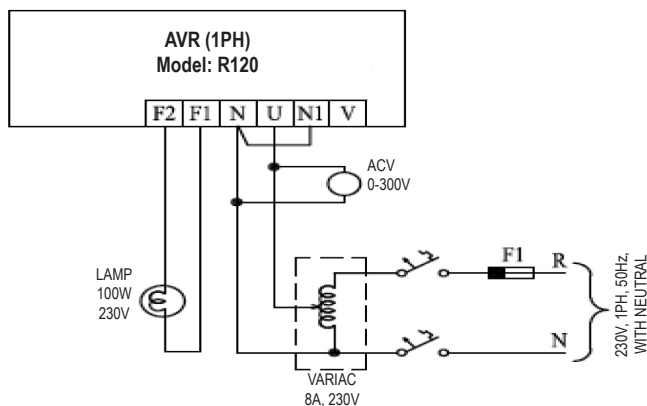 AVR (1PH)
Model: R120
F2 F1 N U N1 V
ACV
0-300V
LAMP
100W
230V
F1
R
N
230V, 1PH, 50Hz,
WITH NEUTRAL
VARIAC
8A, 230V